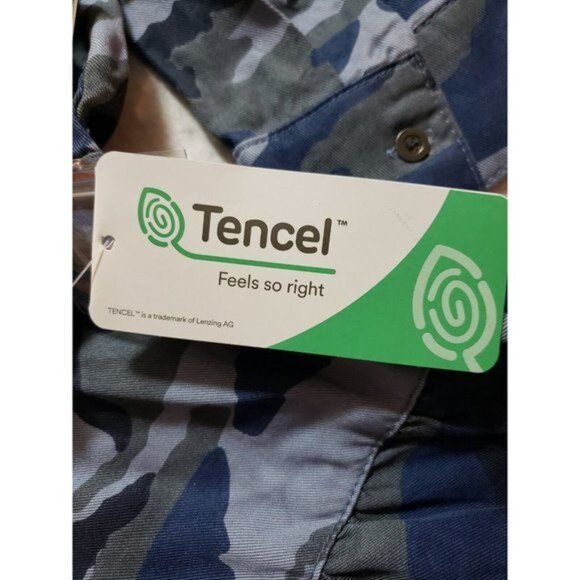 Tencel™
Feels so right
TENCEL™ is a trademark of Lenzing AG